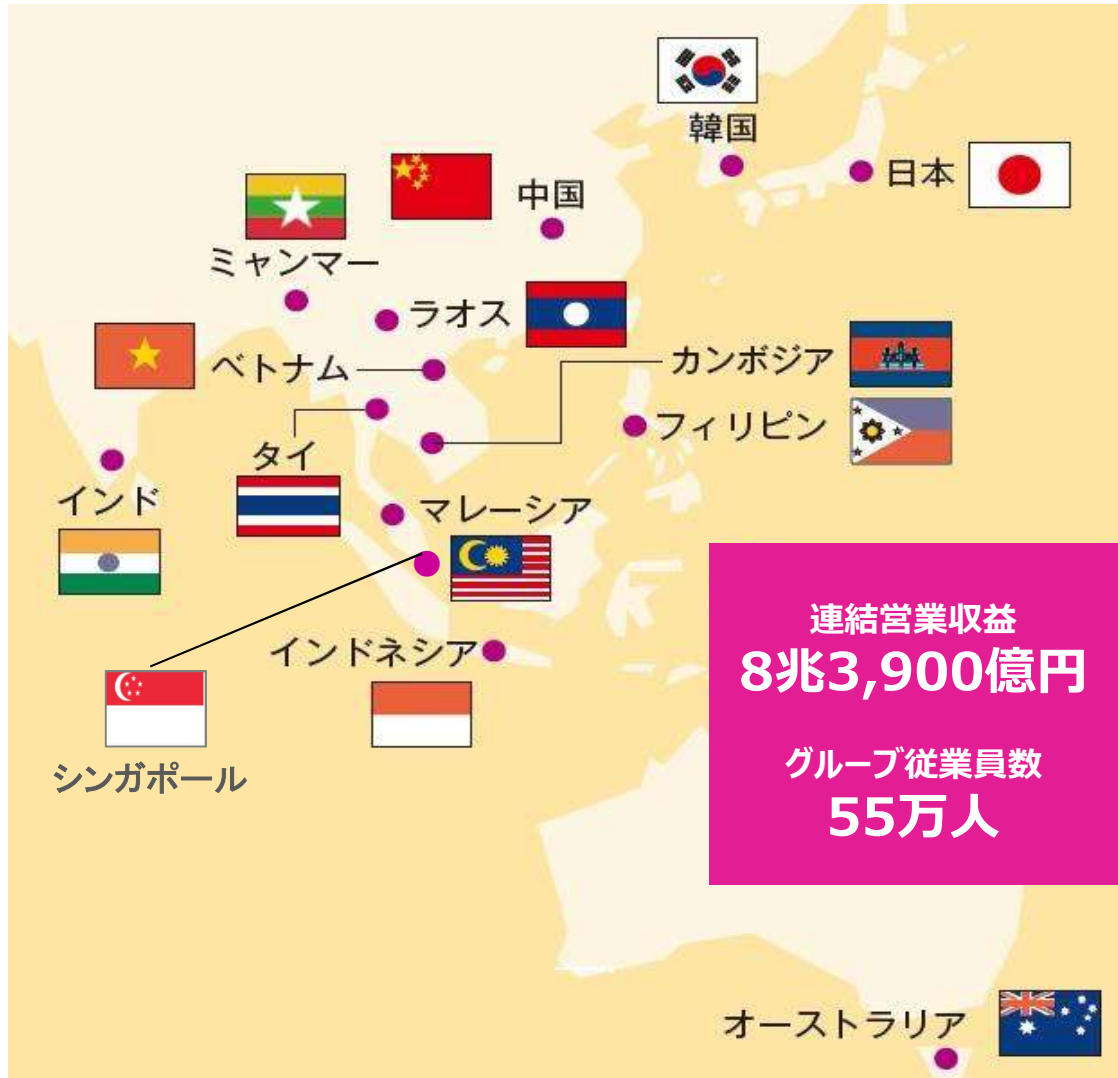 韓国
日本
中国
ミャンマー
ラオス
ベトナム
カンボジア
フィリピン
タイ
インド
マレーシア
インドネシア
シンガポール
連結営業収益
8兆3,900億円
グループ従業員数
55万人
オーストラリア